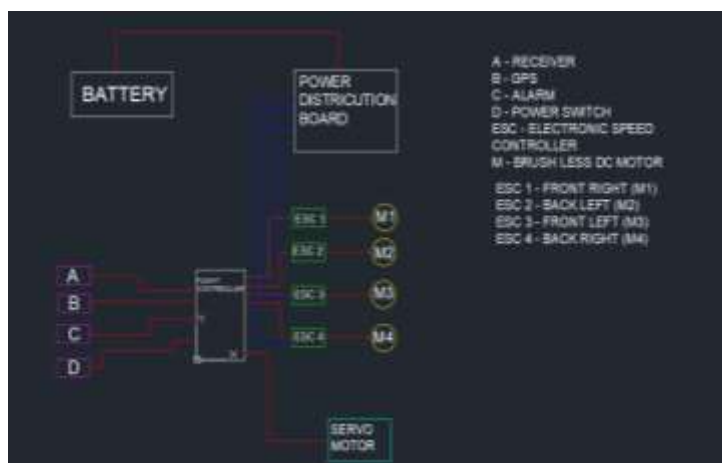 BATTERY
POWER
DISTRICUTION
BOARD
A - RECEIVER
B - GPS
C - ALARM
D - POWER SWITCH
ESC - ELECTRONIC SPEED
CONTROLLER
M - BRUSH LESS DC MOTOR
ESC 1 - FRONT RIGHT (M1)
ESC 2 - BACK LEFT (M2)
ESC 3 - FRONT LEFT (M3)
ESC 4 - BACK RIGHT (M4)
ESC 1
M1
ESC 2
M2
ESC 3
M3
ESC 4
M4
A
B
C
D
SERVO
MOTOR